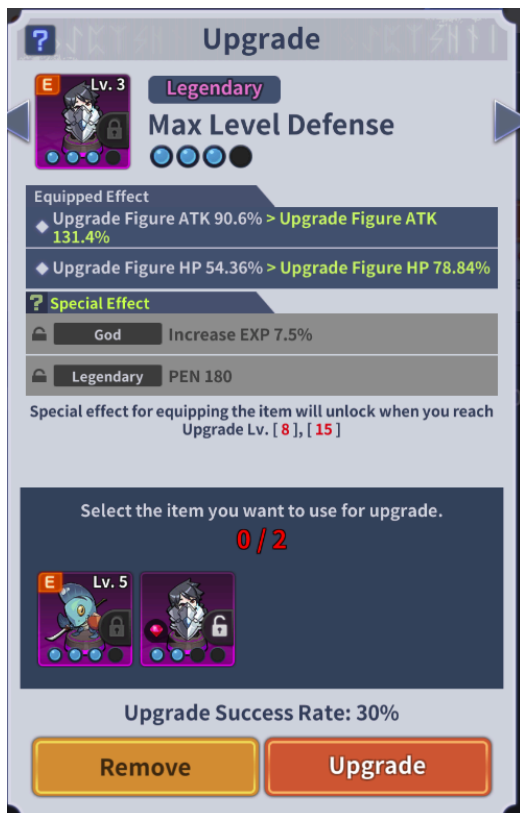 ?
Upgrade
E Lv. 3
Legendary
Max Level Defense
Equipped Effect
Upgrade Figure ATK 90.6% > Upgrade Figure ATK
131.4%
Upgrade Figure HP 54.36% > Upgrade Figure HP 78.84%
? Special Effect
God Increase EXP 7.5%
Legendary PEN 180
Special effect for equipping the item will unlock when you reach
Upgrade Lv. [ 8 ], [ 15 ]
Select the item you want to use for upgrade.
0 / 2
E Lv. 5
Upgrade Success Rate: 30%
Remove
Upgrade